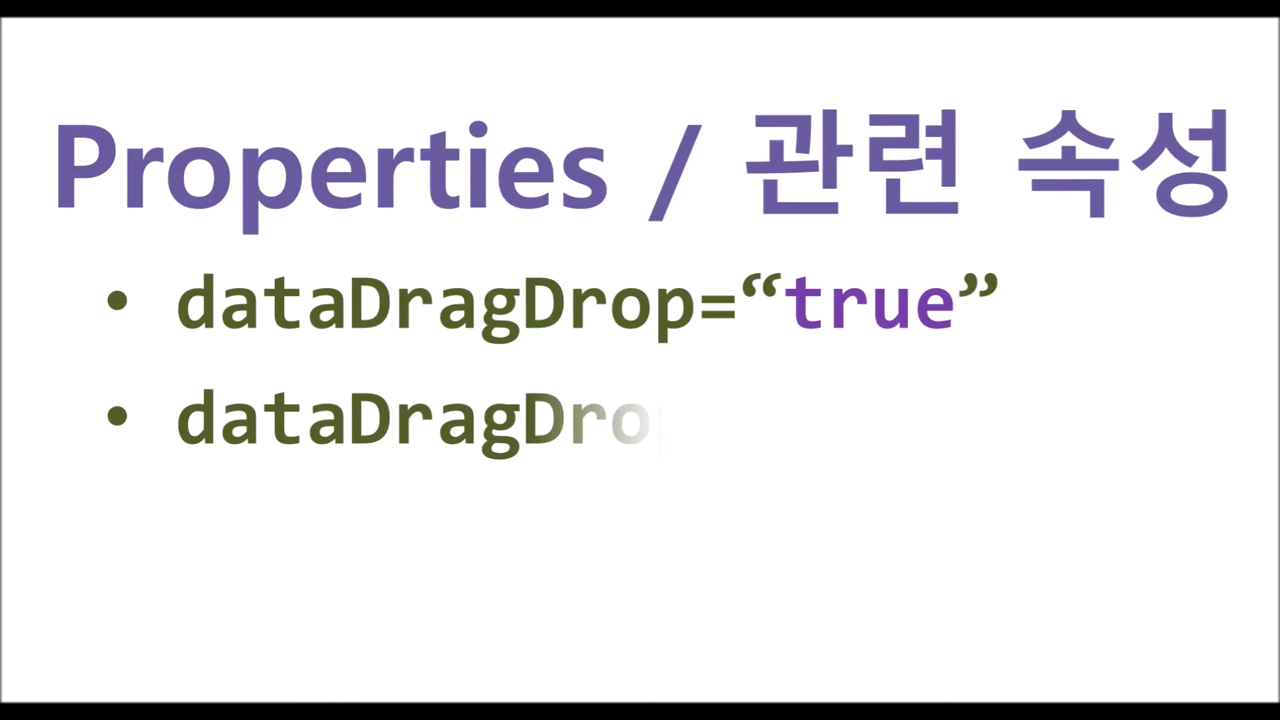 Properties / 관련 속성
• dataDragDrop=“true”
• dataDragDro